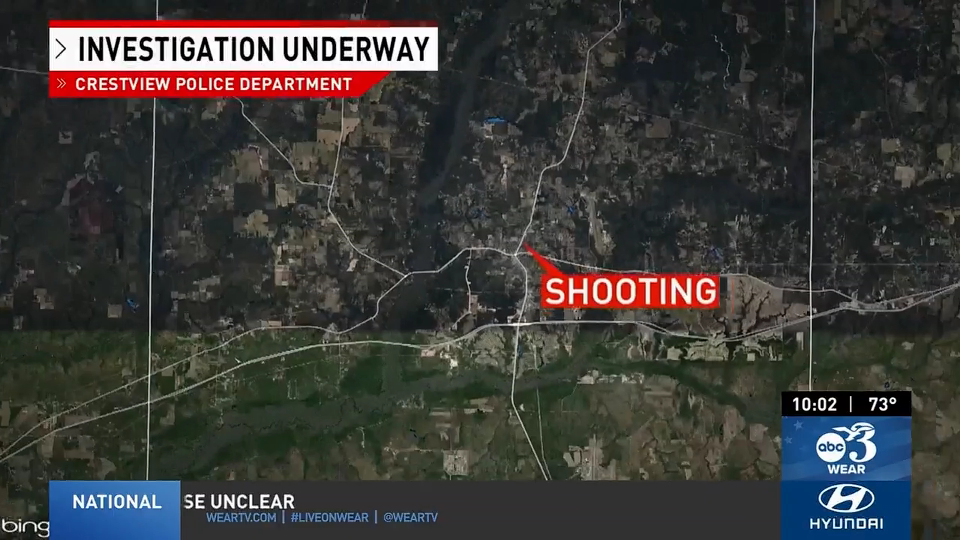 INVESTIGATION UNDERWAY
CRESTVIEW POLICE DEPARTMENT
SHOOTING
10:02 | 73°
abc 3
WEAR
HYUNDAI
NATIONAL
SE UNCLEAR
WEARTV.COM | #LIVEONWEAR | @WEARTV
bing